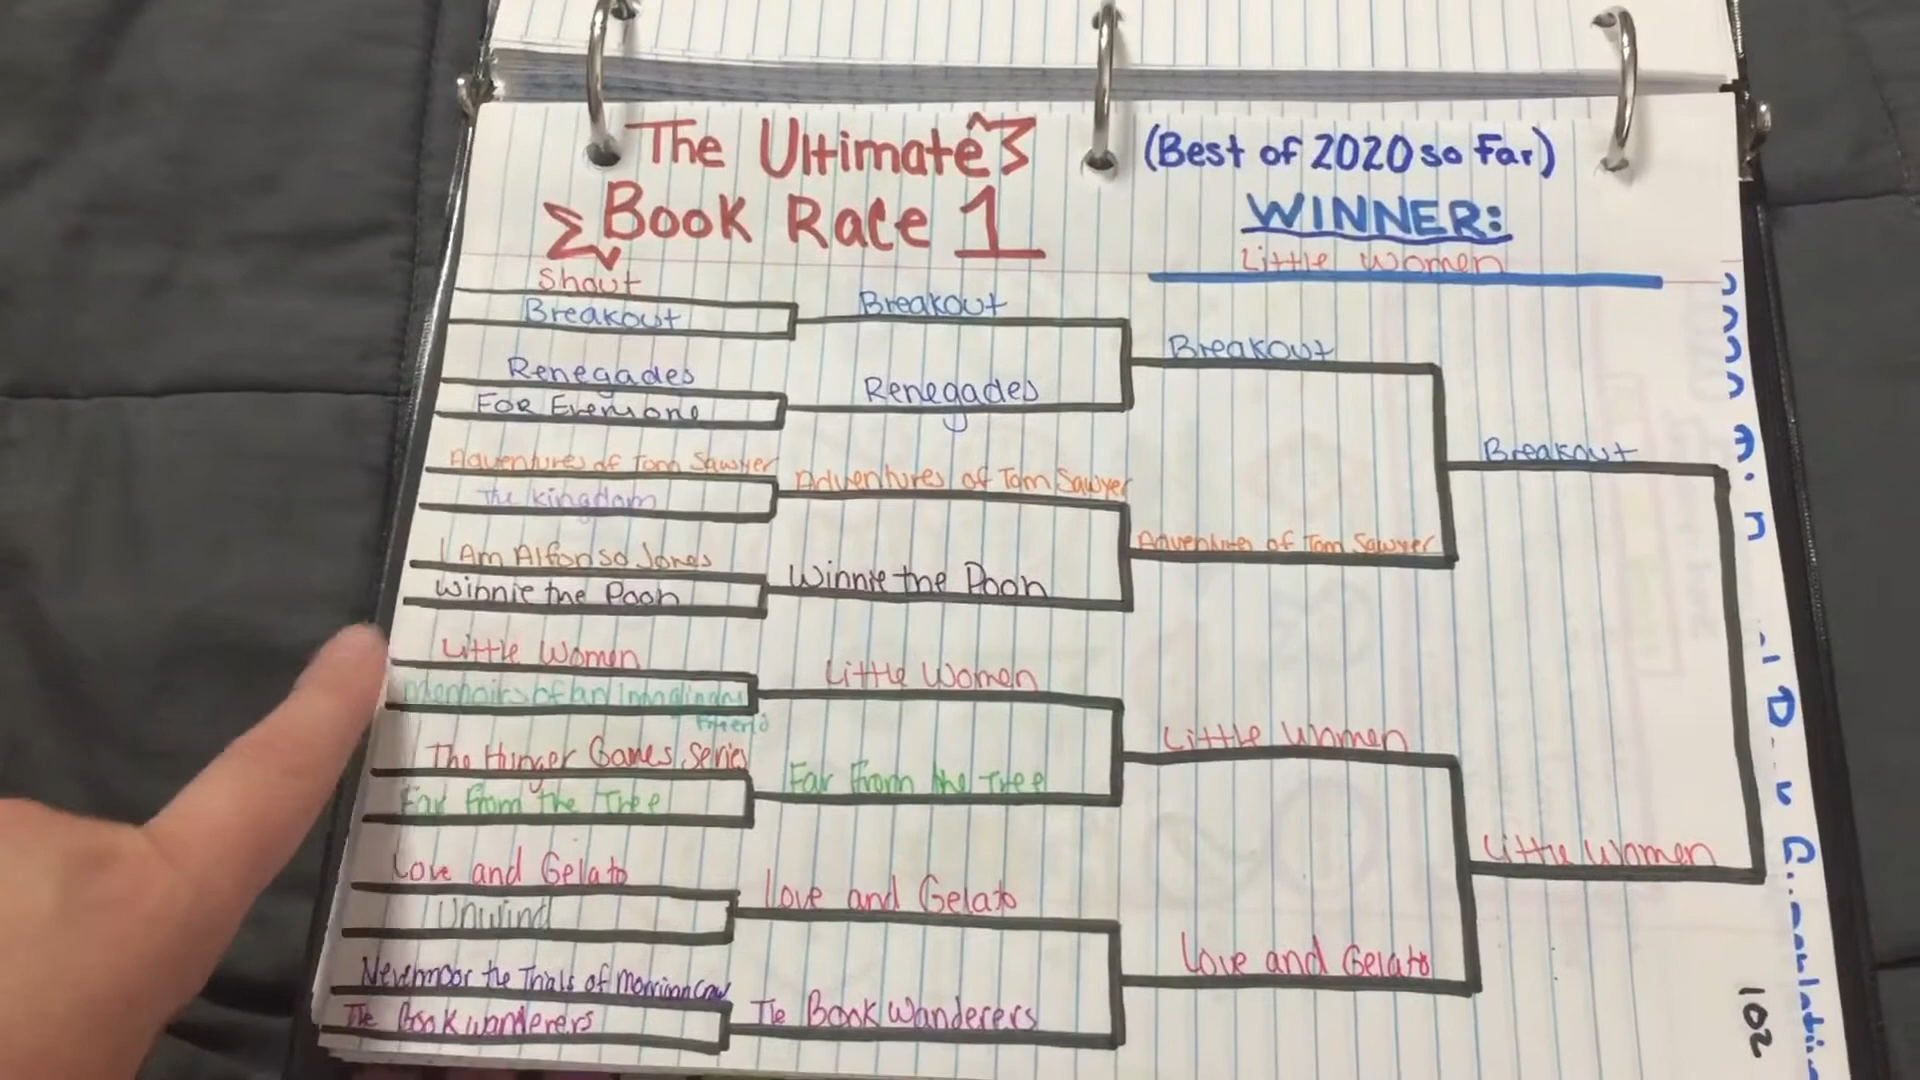 The Ultimate
Book Race 1
(Best of 2020 so far)
WINNER:
Little Women
Shout
Breakout
Renegades
FOR Everyone
Adventures of Tom Sawyer
The kingdom
I Am Alfonso Jones
Winnie the Pooh
Little Women
Memoirs of an Imaginary
Friend
The Hunger Games Series
Far From the Tree
Love and Gelato
Unwind
Nevermoor the Trials of Morrigan Crow
The Bookwanderers
Breakout
Renegades
Adventures of Tom Sawyer
Winnie the Pooh
Little Women
Far From the Tree
Love and Gelato
The Book Wanderers
Breakout
Adventures of Tom Sawyer
Little Women
Love and Gelato
Breakout
Little Women
102